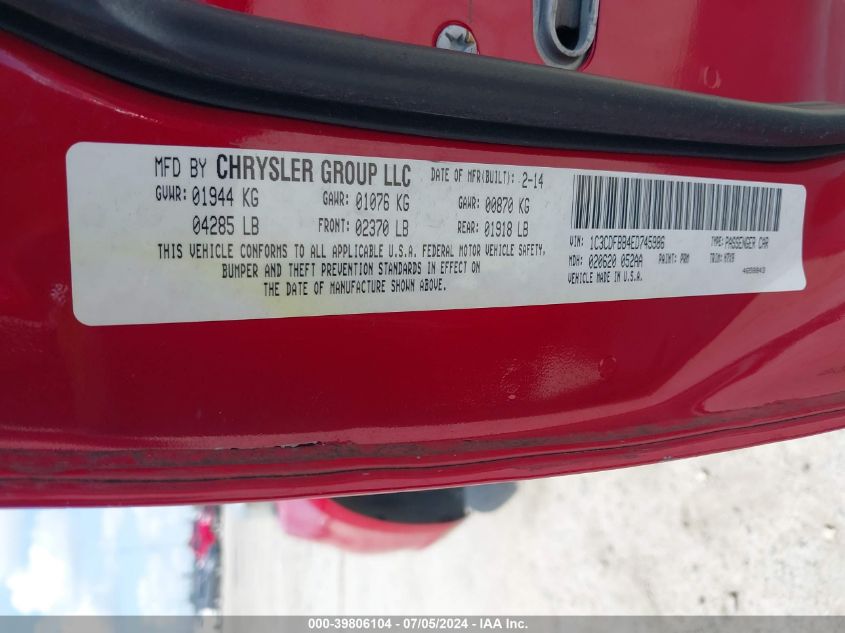 MFD BY CHRYSLER GROUP LLC DATE OF MFR(BUILT): 2-14
GVWR: 01944 KG GAWR: 01076 KG GAWR: 00870 KG
04285 LB FRONT: 02370 LB REAR: 01918 LB
THIS VEHICLE CONFORMS TO ALL APPLICABLE U.S.A. FEDERAL MOTOR VEHICLE SAFETY,
BUMPER AND THEFT PREVENTION STANDARDS IN EFFECT ON
THE DATE OF MANUFACTURE SHOWN ABOVE.
VIN: 1C3CDFBB4ED745986 TYPE: PASSENGER CAR
MDH: 020620 052AA PAINT: PRM TRIM:
VEHICLE MADE IN U.S.A.
000-39806104 / 07/05/2024 - IAA Inc.